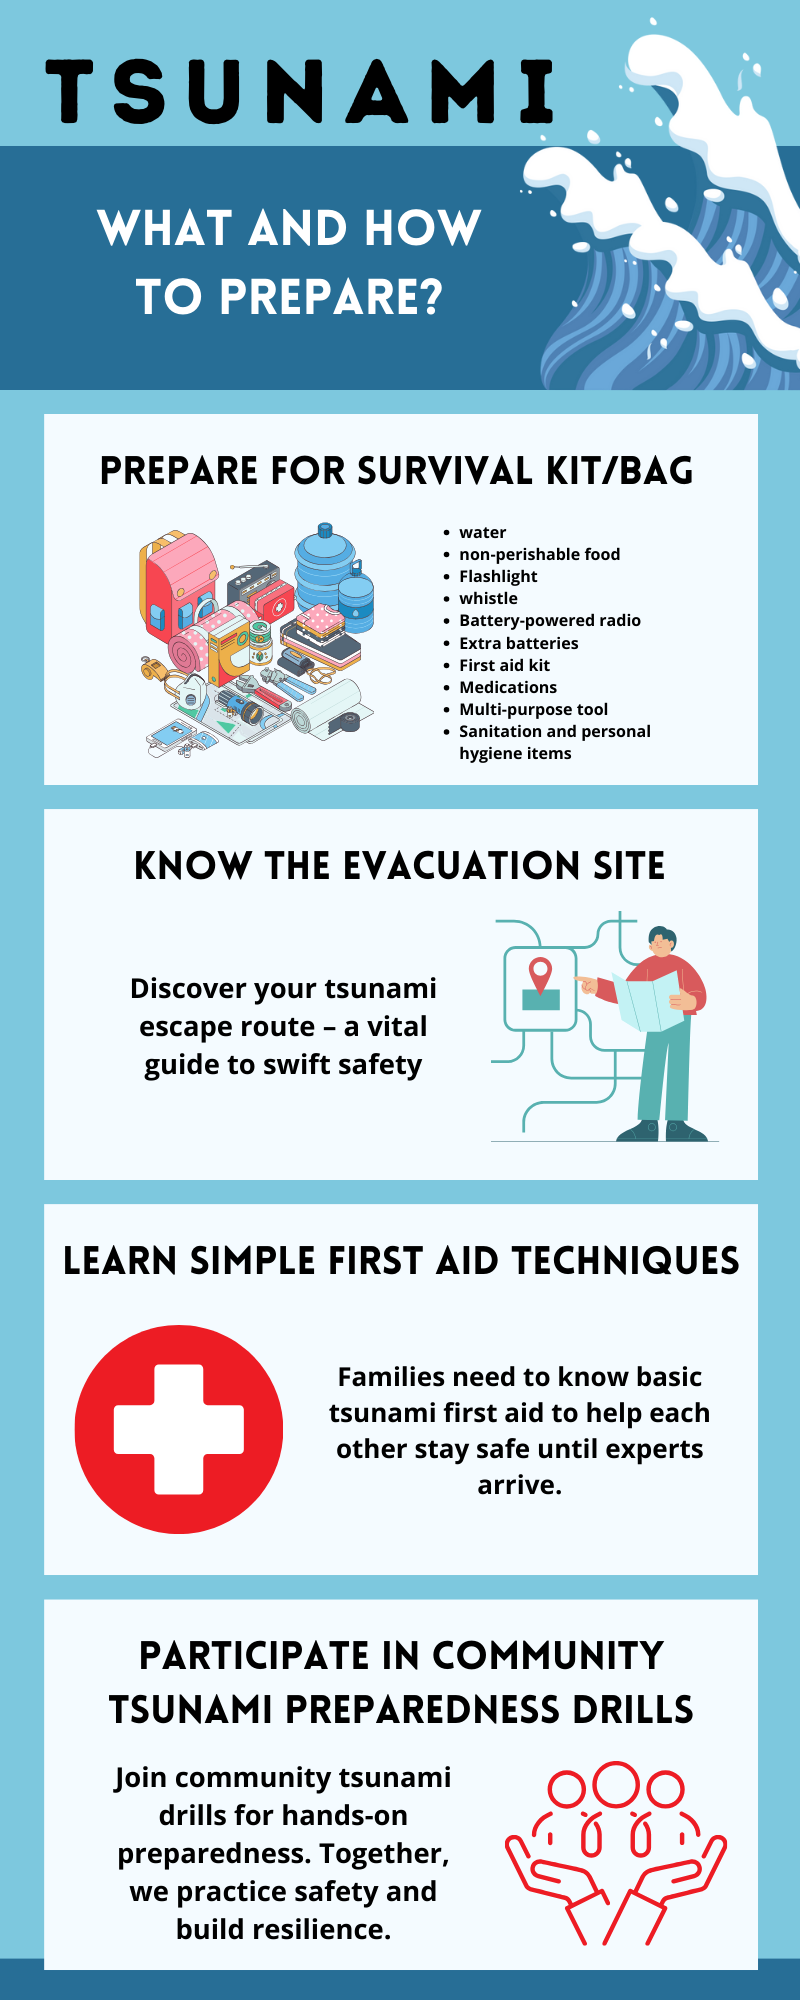 TSUNAMI
WHAT AND HOW
TO PREPARE?
PREPARE FOR SURVIVAL KIT/BAG
• water
• non-perishable food
• Flashlight
• whistle
• Battery-powered radio
• Extra batteries
• First aid kit
• Medications
• Multi-purpose tool
• Sanitation and personal
hygiene items
KNOW THE EVACUATION SITE
Discover your tsunami
escape route – a vital
guide to swift safety
LEARN SIMPLE FIRST AID TECHNIQUES
Families need to know basic
tsunami first aid to help each
other stay safe until experts
arrive.
PARTICIPATE IN COMMUNITY
TSUNAMI PREPAREDNESS DRILLS
Join community tsunami
drills for hands-on
preparedness. Together,
we practice safety and
build resilience.